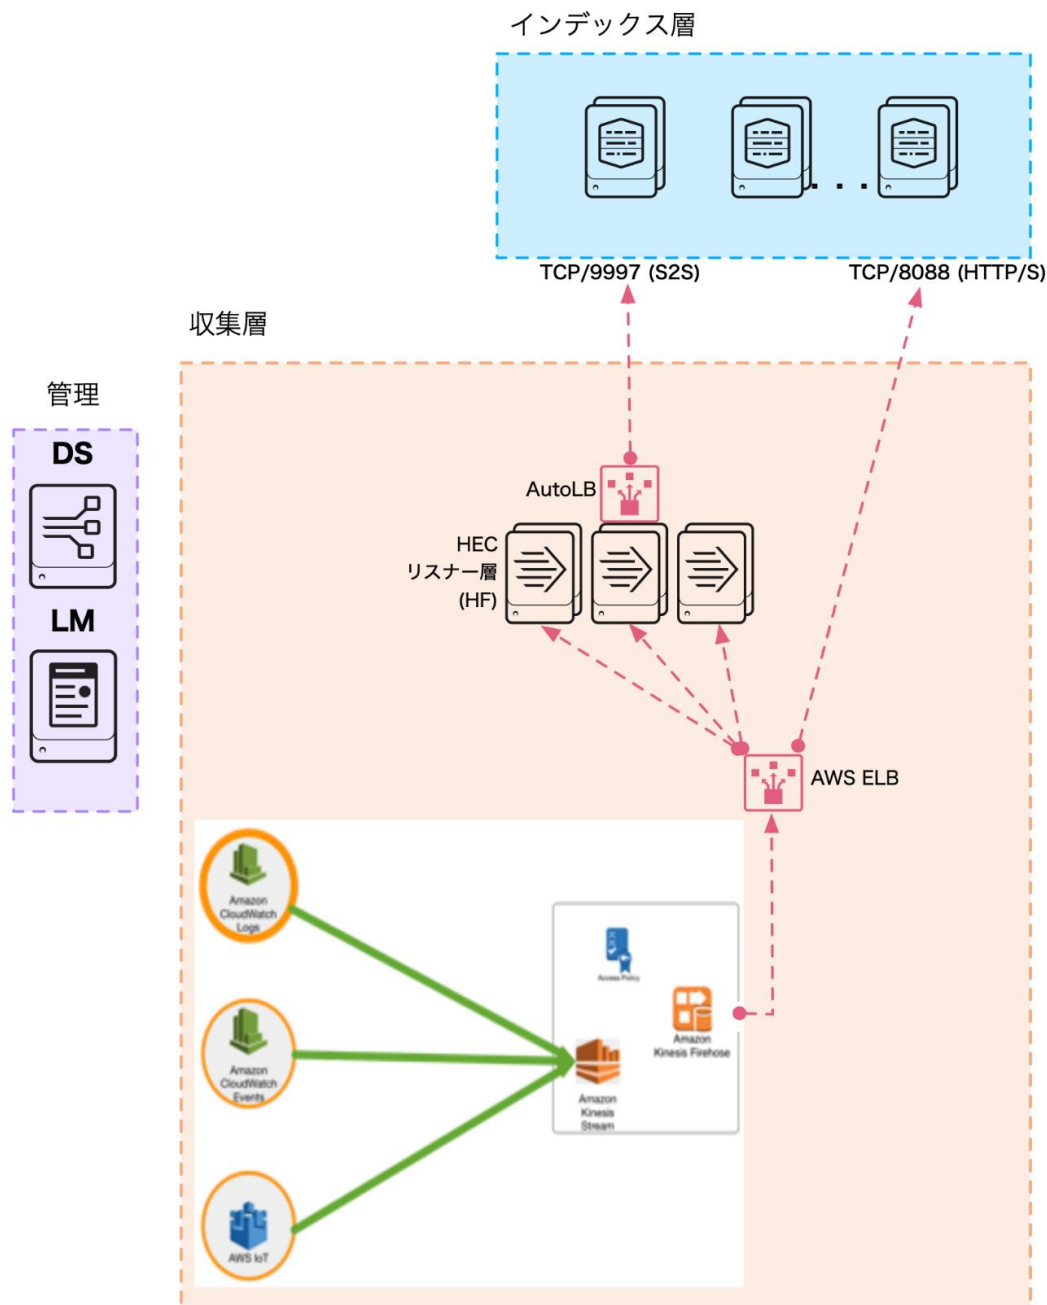 インデックス層
TCP/9997 (S2S)
TCP/8088 (HTTP/S)
収集層
管理
DS
LM
AutoLB
HEC
リスナー層
(HF)
AWS ELB
Amazon
CloudWatch
Logs
Access Policy
Amazon
Kinesis Firehose
Amazon
CloudWatch
Events
Amazon
Kinesis
Stream
AWS IoT